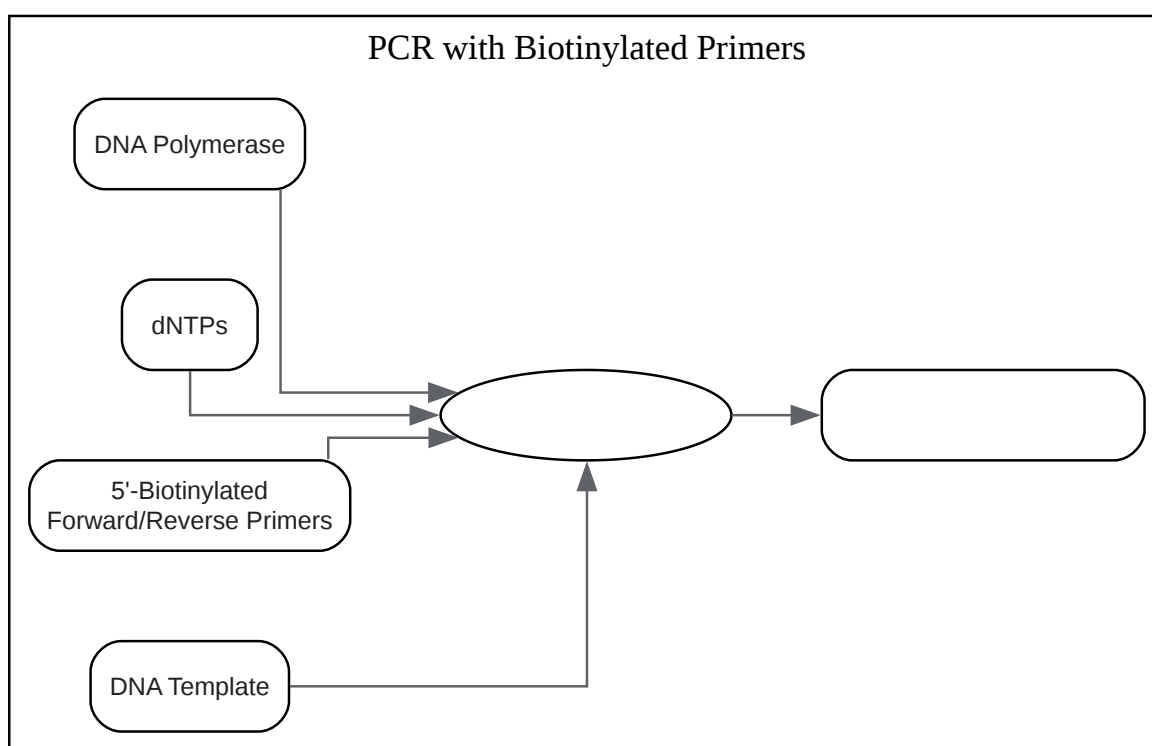 PCR with Biotinylated Primers
DNA Polymerase
dNTPs
5'-Biotinylated
Forward/Reverse Primers
DNA Template